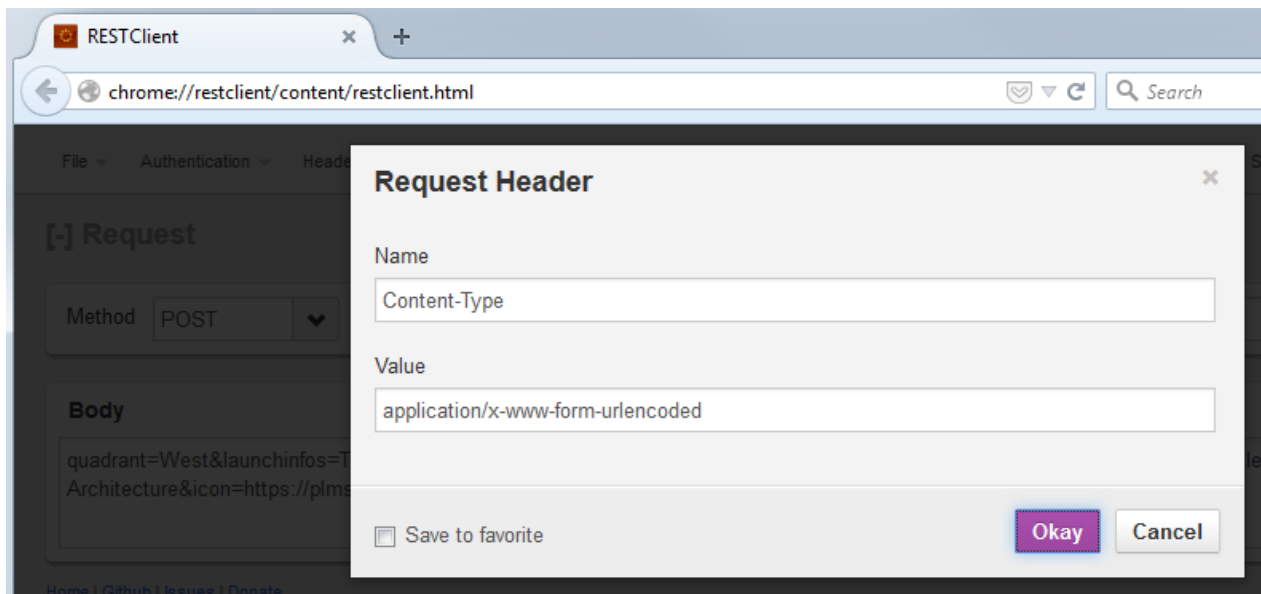 RESTClient
chrome://restclient/content/restclient.html
Search
File Authentication Heade
Request Header
[-] Request
Name
Content-Type
Method POST
Value
application/x-www-form-urlencoded
Body
quadrant=West&launchinfos=T
Architecture&icon=https://plms
Save to favorite
Okay Cancel
Home | Github | Issues | Donate